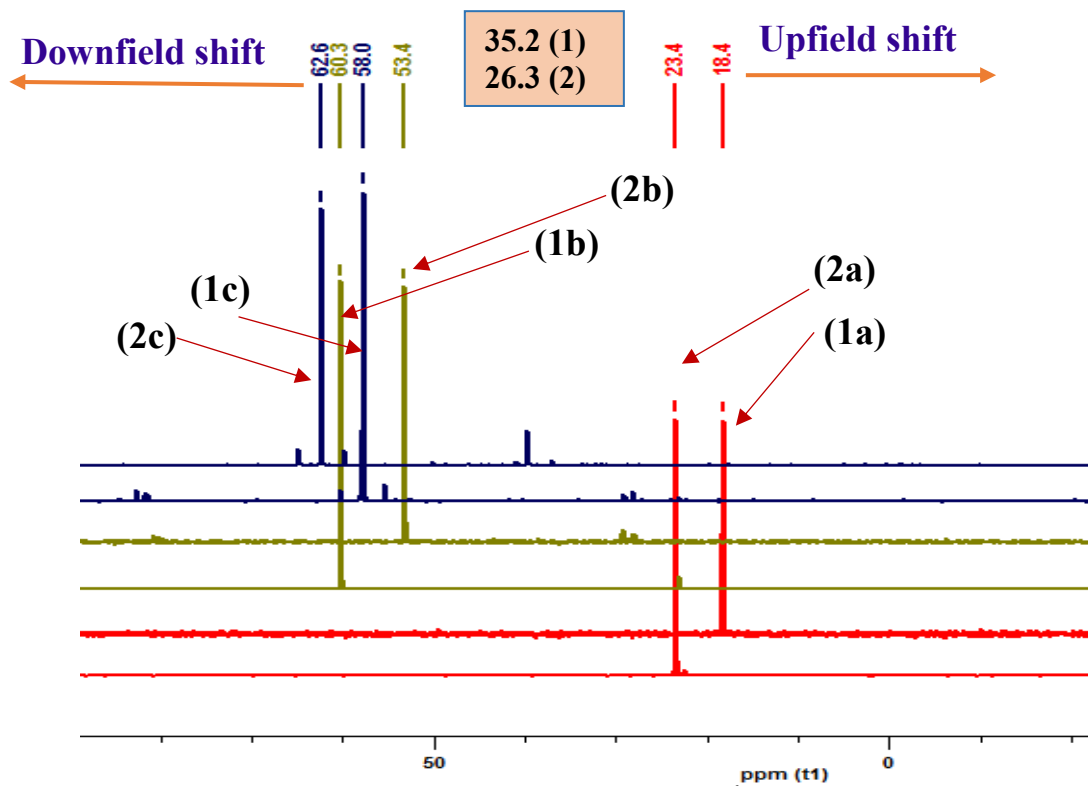 Downfield shift
62.6
60.3
58.0
53.4
35.2 (1)
26.3 (2)
23.4
18.4
Upfield shift
(2b)
(1b)
(2a)
(1c)
(1a)
(2c)
50
0
ppm (t1)